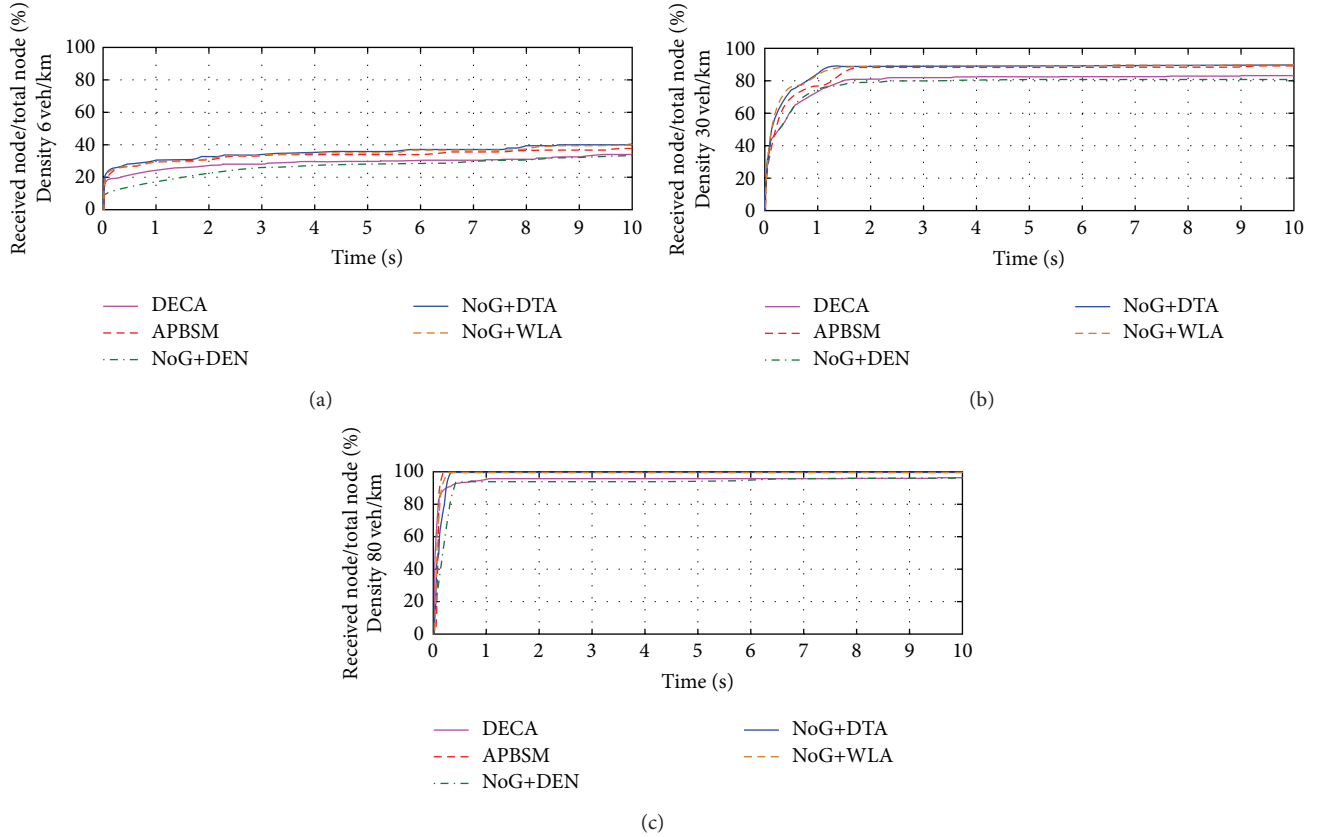 Received node/total node (%)
Density 6 veh/km
100
80
60
40
20
0
0 1 2 3 4 5 6 7 8 9 10
Time (s)
DECA
APBSM
NoG+DEN
NoG+DTA
NoG+WLA
(a)
Received node/total node (%)
Density 30 veh/km
100
80
60
40
20
0
0 1 2 3 4 5 6 7 8 9 10
Time (s)
DECA
APBSM
NoG+DEN
NoG+DTA
NoG+WLA
(b)
Received node/total node (%)
Density 80 veh/km
100
80
60
40
20
0
0 1 2 3 4 5 6 7 8 9 10
Time (s)
DECA
APBSM
NoG+DEN
NoG+DTA
NoG+WLA
(c)